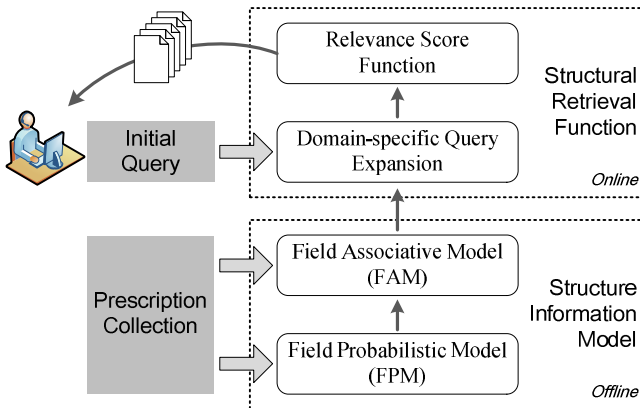 Relevance Score
Function
Structural
Retrieval
Function
Initial
Query
Domain-specific Query
Expansion
Online
Prescription
Collection
Field Associative Model
(FAM)
Structure
Information
Model
Field Probabilistic Model
(FPM)
Offline